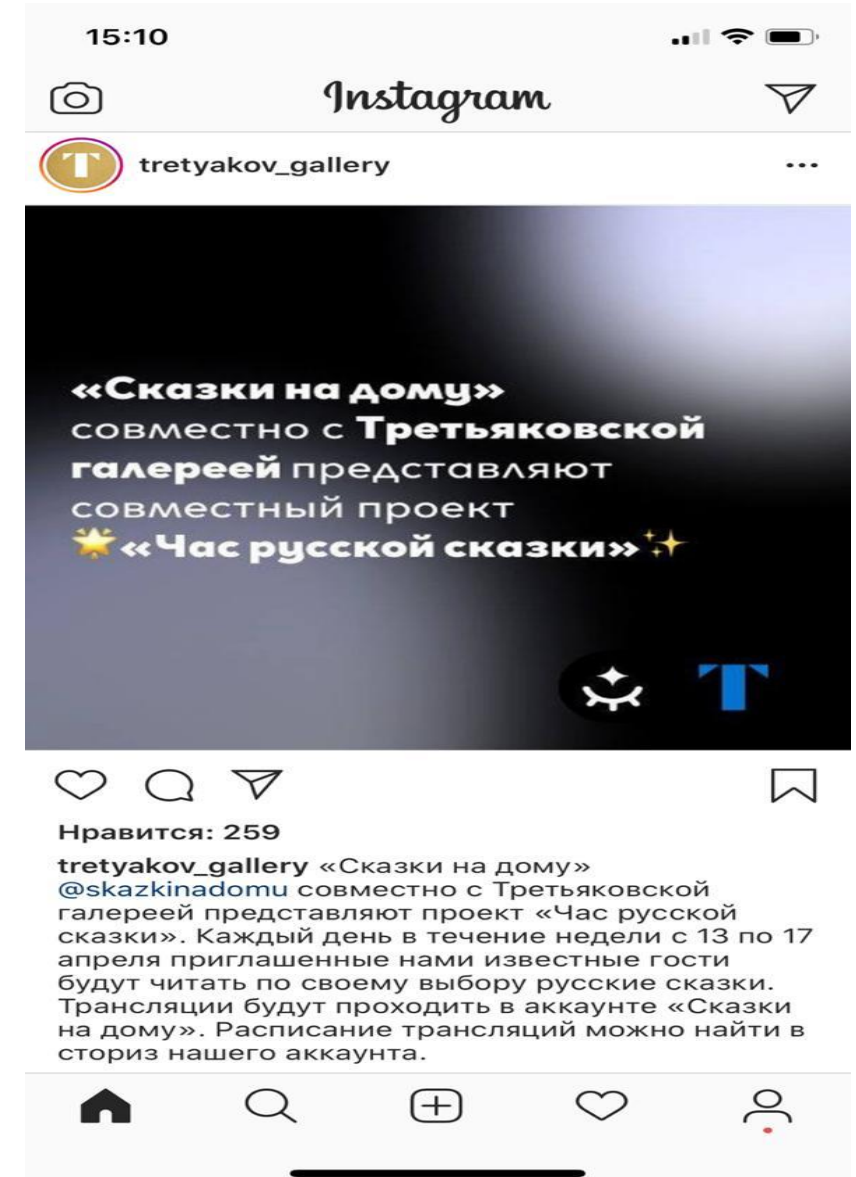 15:10
Instagram
tretyakov_gallery
«Сказки на дому»
совместно с Третьяковской
галереей представляют
совместный проект
🌟«Час русской сказки»✨
Нравится: 259
tretyakov_gallery «Сказки на дому»
@skazkinadomu совместно с Третьяковской
галереей представляют проект «Час русской
сказки». Каждый день в течение недели с 13 по 17
апреля приглашенные нами известные гости
будут читать по своему выбору русские сказки.
Трансляции будут проходить в аккаунте «Сказки
на дому». Расписание трансляций можно найти в
сториз нашего аккаунта.